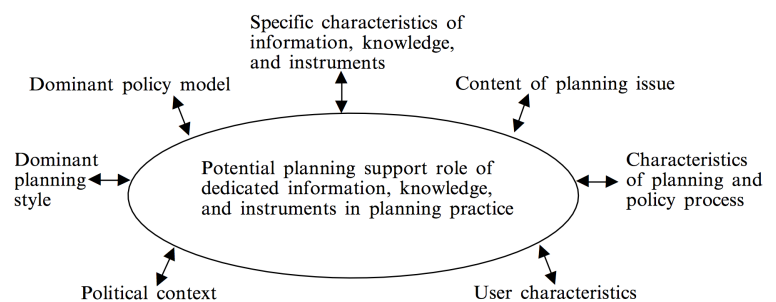 Specific characteristics of
information, knowledge,
and instruments
Dominant policy model
Content of planning issue
Dominant
planning
style
Potential planning support role of
dedicated information, knowledge,
and instruments in planning practice
Characteristics
of planning and
policy process
Political context
User characteristics